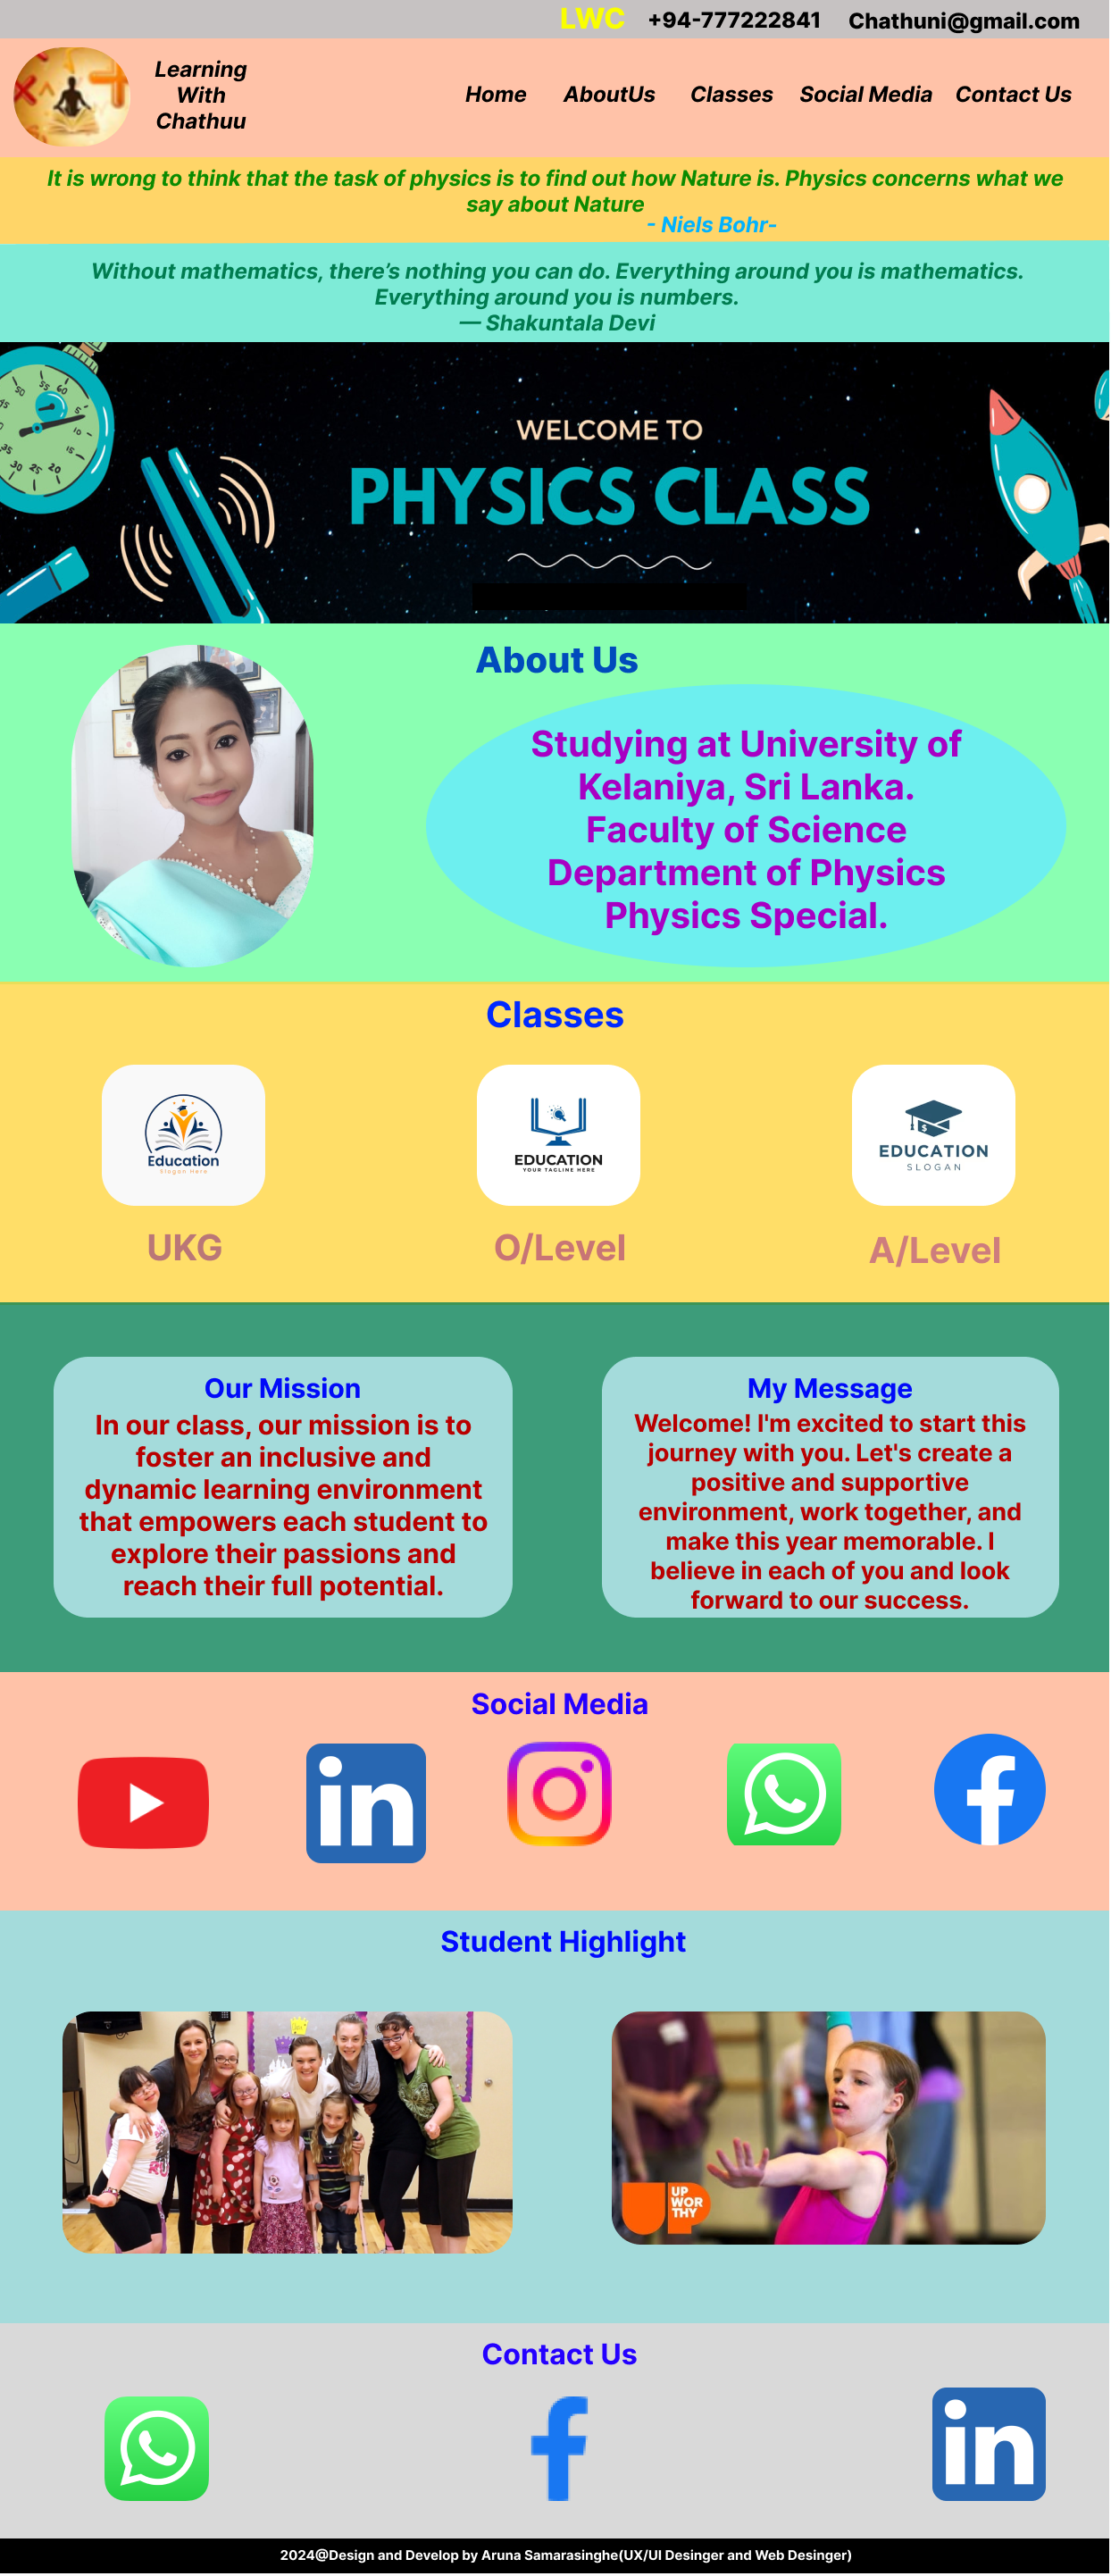 LWC +94-777222841 Chathuni@gmail.com
Learning
With
Chathuu
Home AboutUs Classes Social Media Contact Us
It is wrong to think that the task of physics is to find out how Nature is. Physics concerns what we
say about Nature
- Niels Bohr-
Without mathematics, there’s nothing you can do. Everything around you is mathematics.
Everything around you is numbers.
— Shakuntala Devi
WELCOME TO
PHYSICS CLASS
About Us
Studying at University of
Kelaniya, Sri Lanka.
Faculty of Science
Department of Physics
Physics Special.
Classes
Education
Slogan Here
EDUCATION
YOUR TAGLINE HERE
EDUCATION
SLOGAN
UKG
O/Level
A/Level
Our Mission
In our class, our mission is to
foster an inclusive and
dynamic learning environment
that empowers each student to
explore their passions and
reach their full potential.
My Message
Welcome! I'm excited to start this
journey with you. Let's create a
positive and supportive
environment, work together, and
make this year memorable. I
believe in each of you and look
forward to our success.
Social Media
in
Student Highlight
UP
WOR
THY
Contact Us
in
2024@Design and Develop by Aruna Samarasinghe(UX/UI Desinger and Web Desinger)